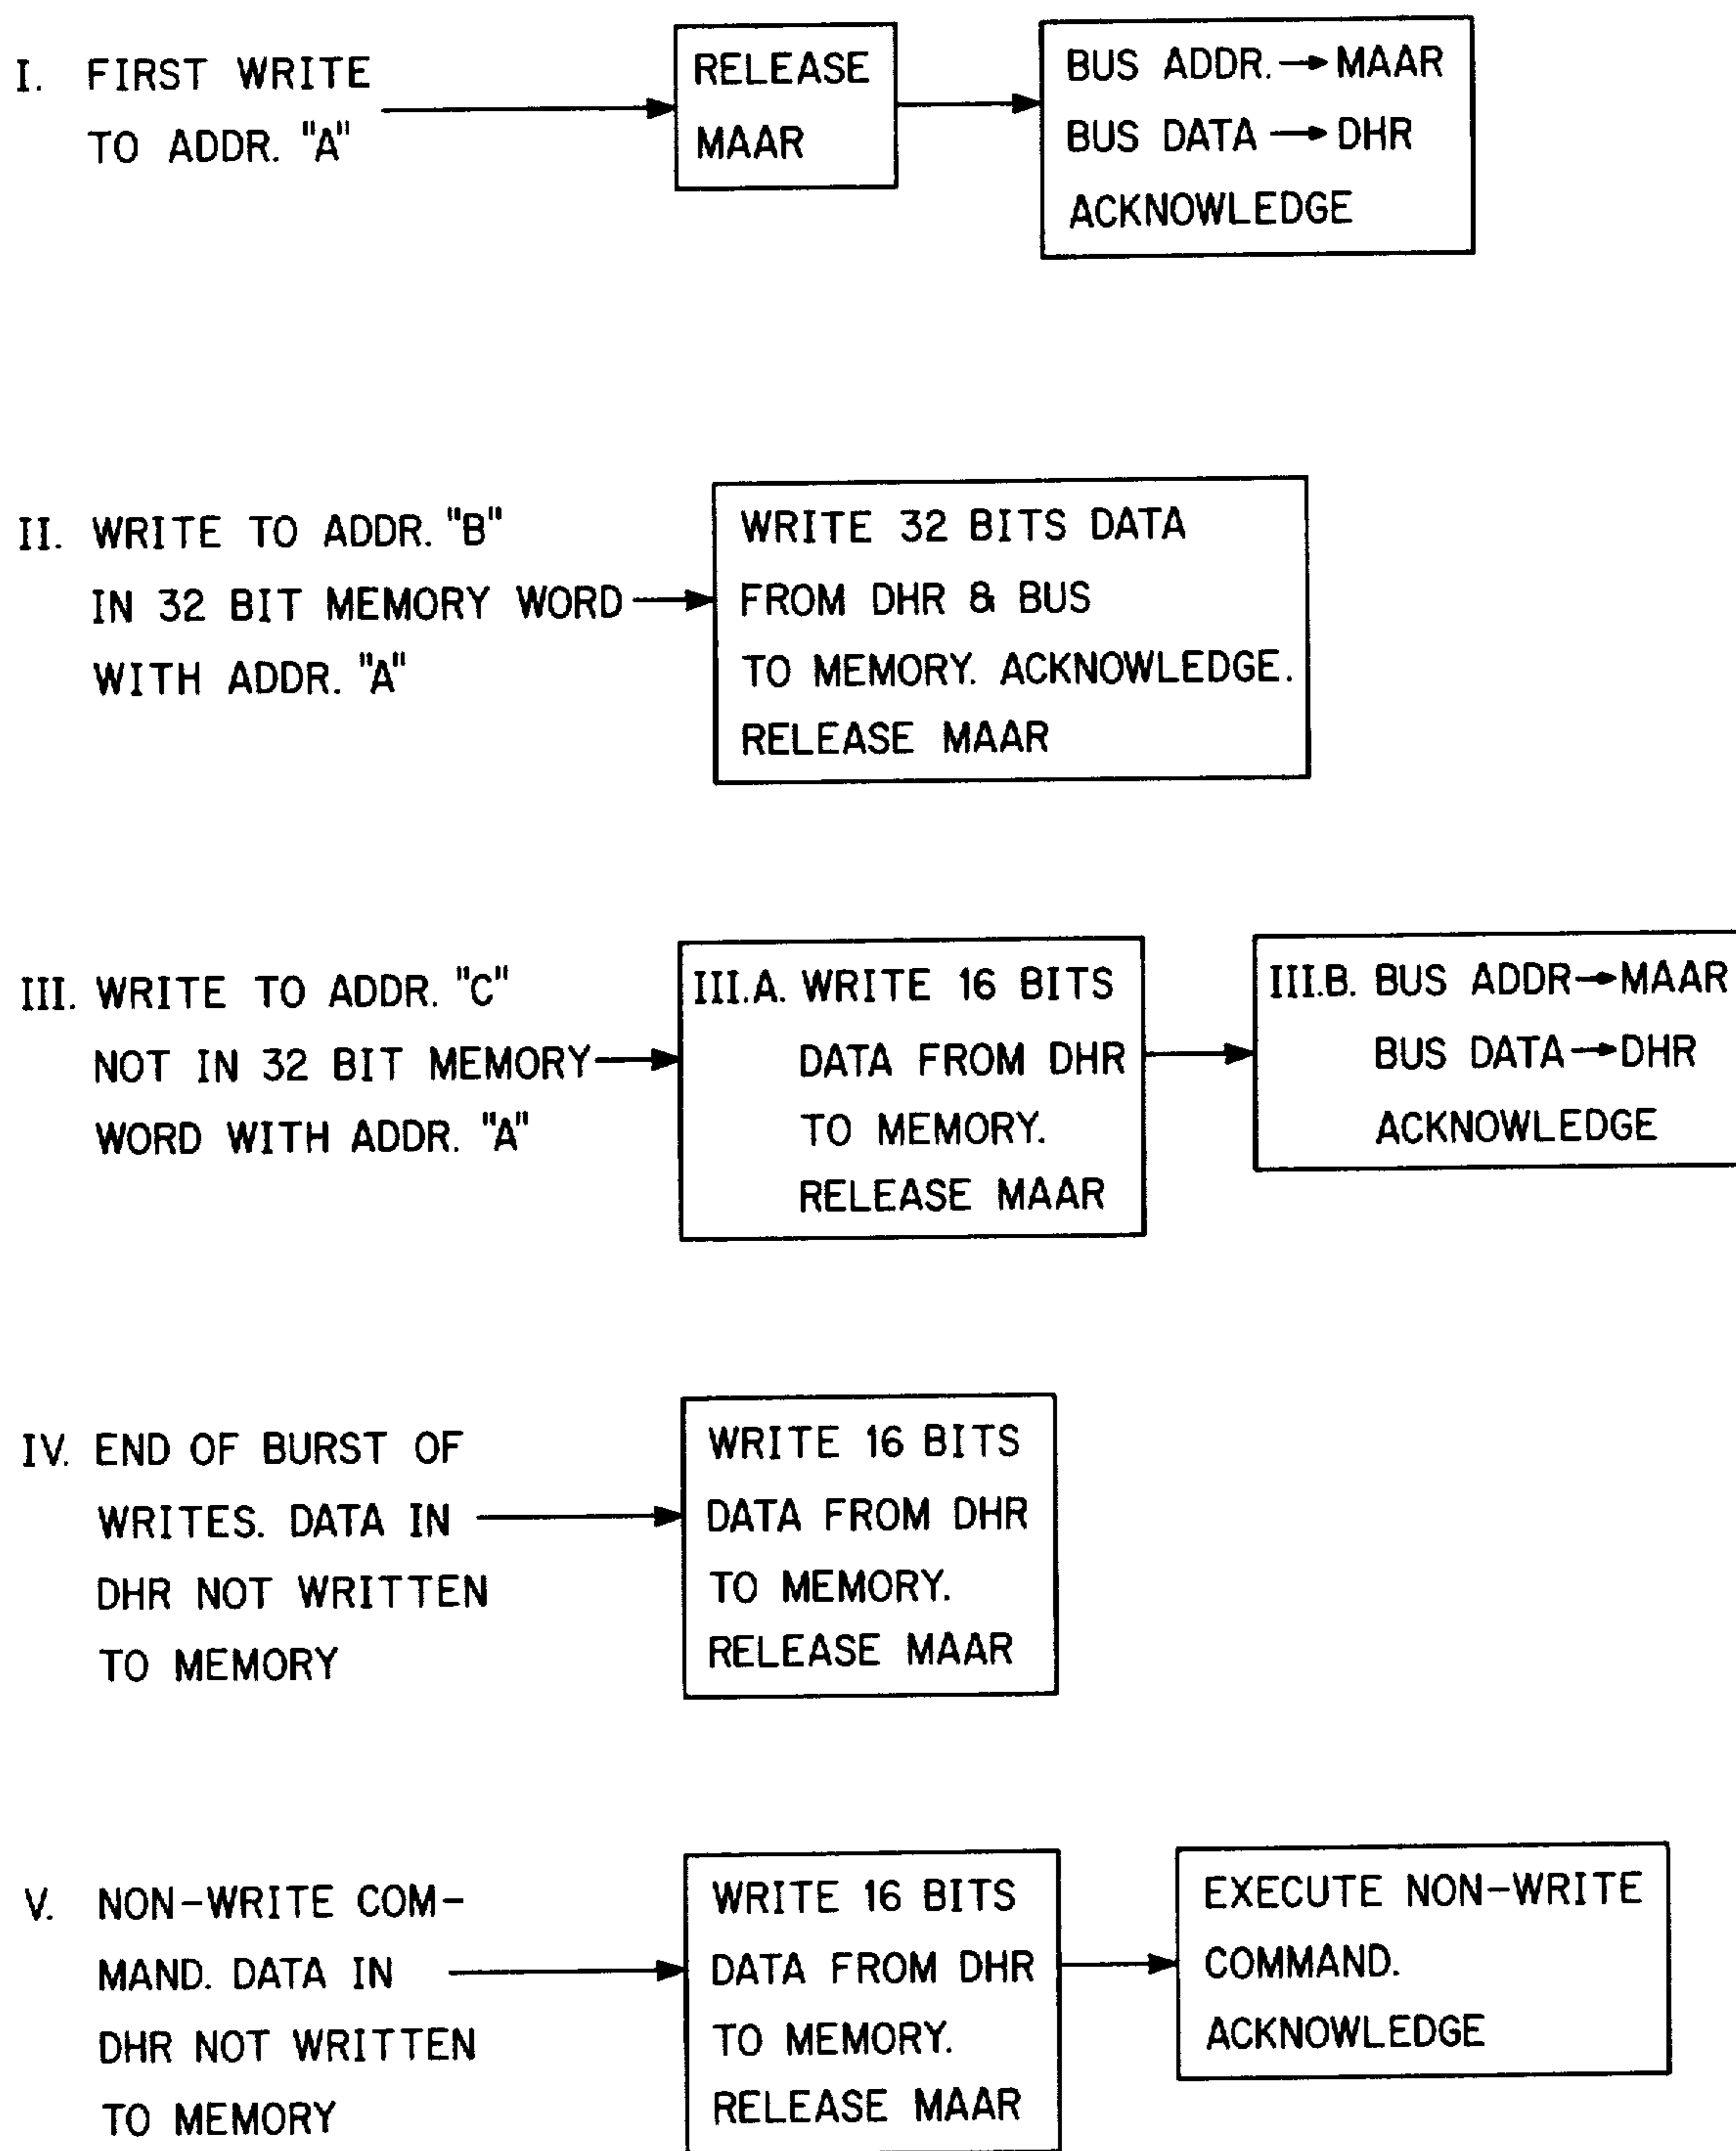 I. FIRST WRITE
TO ADDR. "A"
RELEASE
MAAR
BUS ADDR.→MAAR
BUS DATA→DHR
ACKNOWLEDGE
II. WRITE TO ADDR. "B"
IN 32 BIT MEMORY WORD
WITH ADDR. "A"
WRITE 32 BITS DATA
FROM DHR & BUS
TO MEMORY. ACKNOWLEDGE.
RELEASE MAAR
III. WRITE TO ADDR. "C"
NOT IN 32 BIT MEMORY
WORD WITH ADDR. "A"
III.A. WRITE 16 BITS
DATA FROM DHR
TO MEMORY.
RELEASE MAAR
III.B. BUS ADDR→MAAR
BUS DATA→DHR
ACKNOWLEDGE
IV. END OF BURST OF
WRITES. DATA IN
DHR NOT WRITTEN
TO MEMORY
WRITE 16 BITS
DATA FROM DHR
TO MEMORY.
RELEASE MAAR
V. NON-WRITE COM-
MAND. DATA IN
DHR NOT WRITTEN
TO MEMORY
WRITE 16 BITS
DATA FROM DHR
TO MEMORY.
RELEASE MAAR
EXECUTE NON-WRITE
COMMAND.
ACKNOWLEDGE